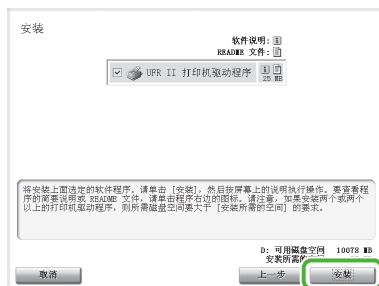 安装
软件说明:
README 文件:
UFR II 打印机驱动程序
25 MB
将安装上面选定的软件程序。请单击 [安装]，然后按屏幕上的说明执行操作。要查看程
序的简要说明或 README 文件，请单击程序右边的图标。请注意，如果安装两个或两个
以上的打印机驱动程序，则所需磁盘空间要大于 [安装所需的空间] 的要求。
D: 可用磁盘空间 10078 MB
安装所需的
取消
上一步
安装